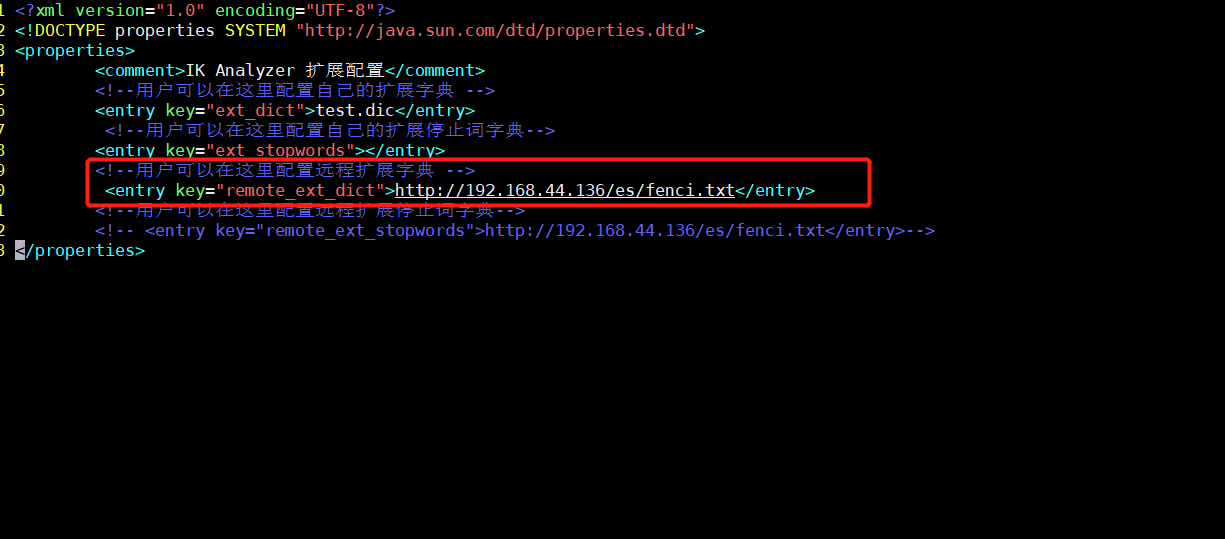 1 <?xml version="1.0" encoding="UTF-8"?>
2 <!DOCTYPE properties SYSTEM "http://java.sun.com/dtd/properties.dtd">
3 <properties>
4 <comment>IK Analyzer 扩展配置</comment>
5 <!--用户可以在这里配置自己的扩展字典 -->
6 <entry key="ext_dict">test.dic</entry>
7 <!--用户可以在这里配置自己的扩展停止词字典-->
8 <entry key="ext_stopwords"></entry>
9 <!--用户可以在这里配置远程扩展字典 -->
0 <entry key="remote_ext_dict">http://192.168.44.136/es/fenci.txt</entry>
1 <!--用户可以在这里配置远程扩展停止词字典-->
2 <!-- <entry key="remote_ext_stopwords">http://192.168.44.136/es/fenci.txt</entry>-->
3 </properties>